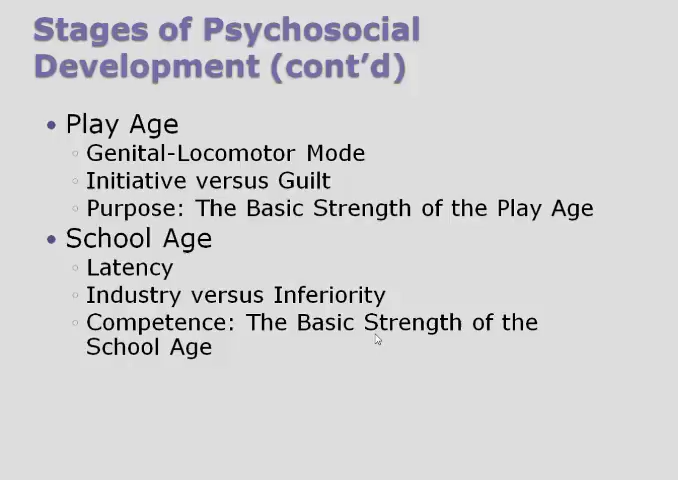 Stages of Psychosocial
Development (cont’d)
• Play Age
◦ Genital-Locomotor Mode
◦ Initiative versus Guilt
◦ Purpose: The Basic Strength of the Play Age
• School Age
◦ Latency
◦ Industry versus Inferiority
◦ Competence: The Basic Strength of the
School Age